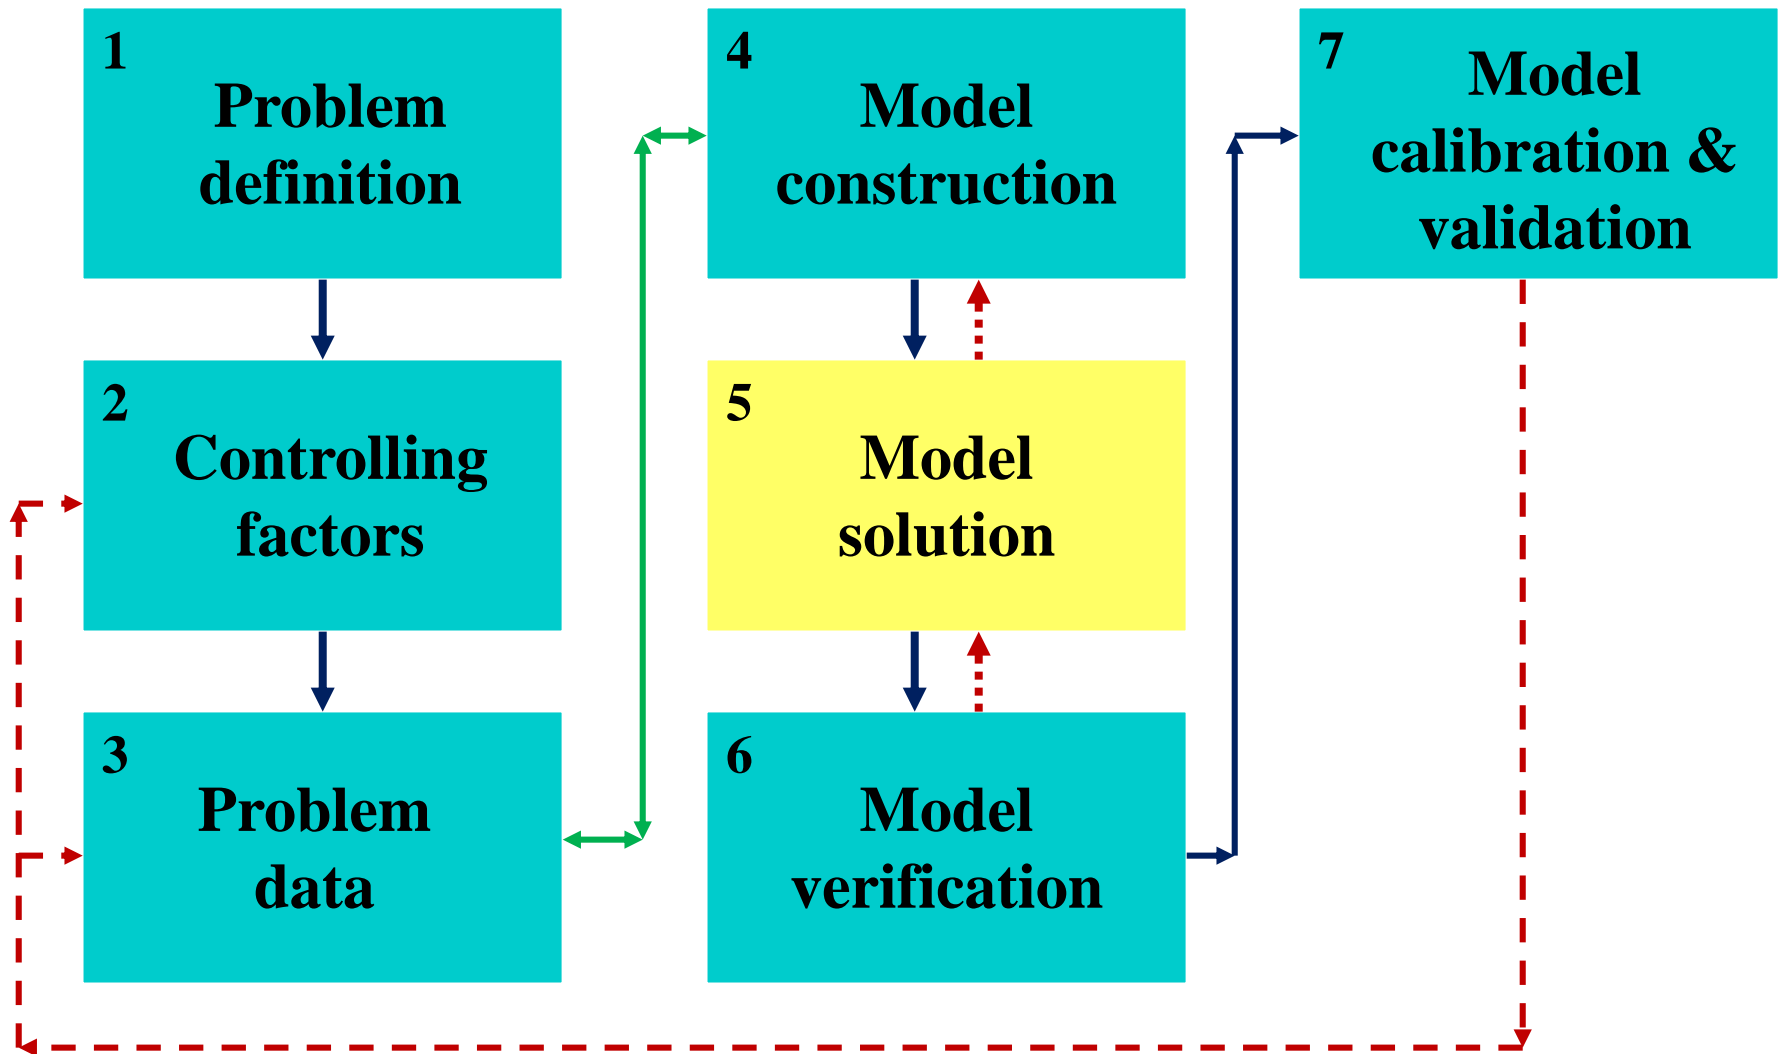 1
Problem
definition
2
Controlling
factors
3
Problem
data
4
Model
construction
5
Model
solution
6
Model
verification
7
Model
calibration &
validation